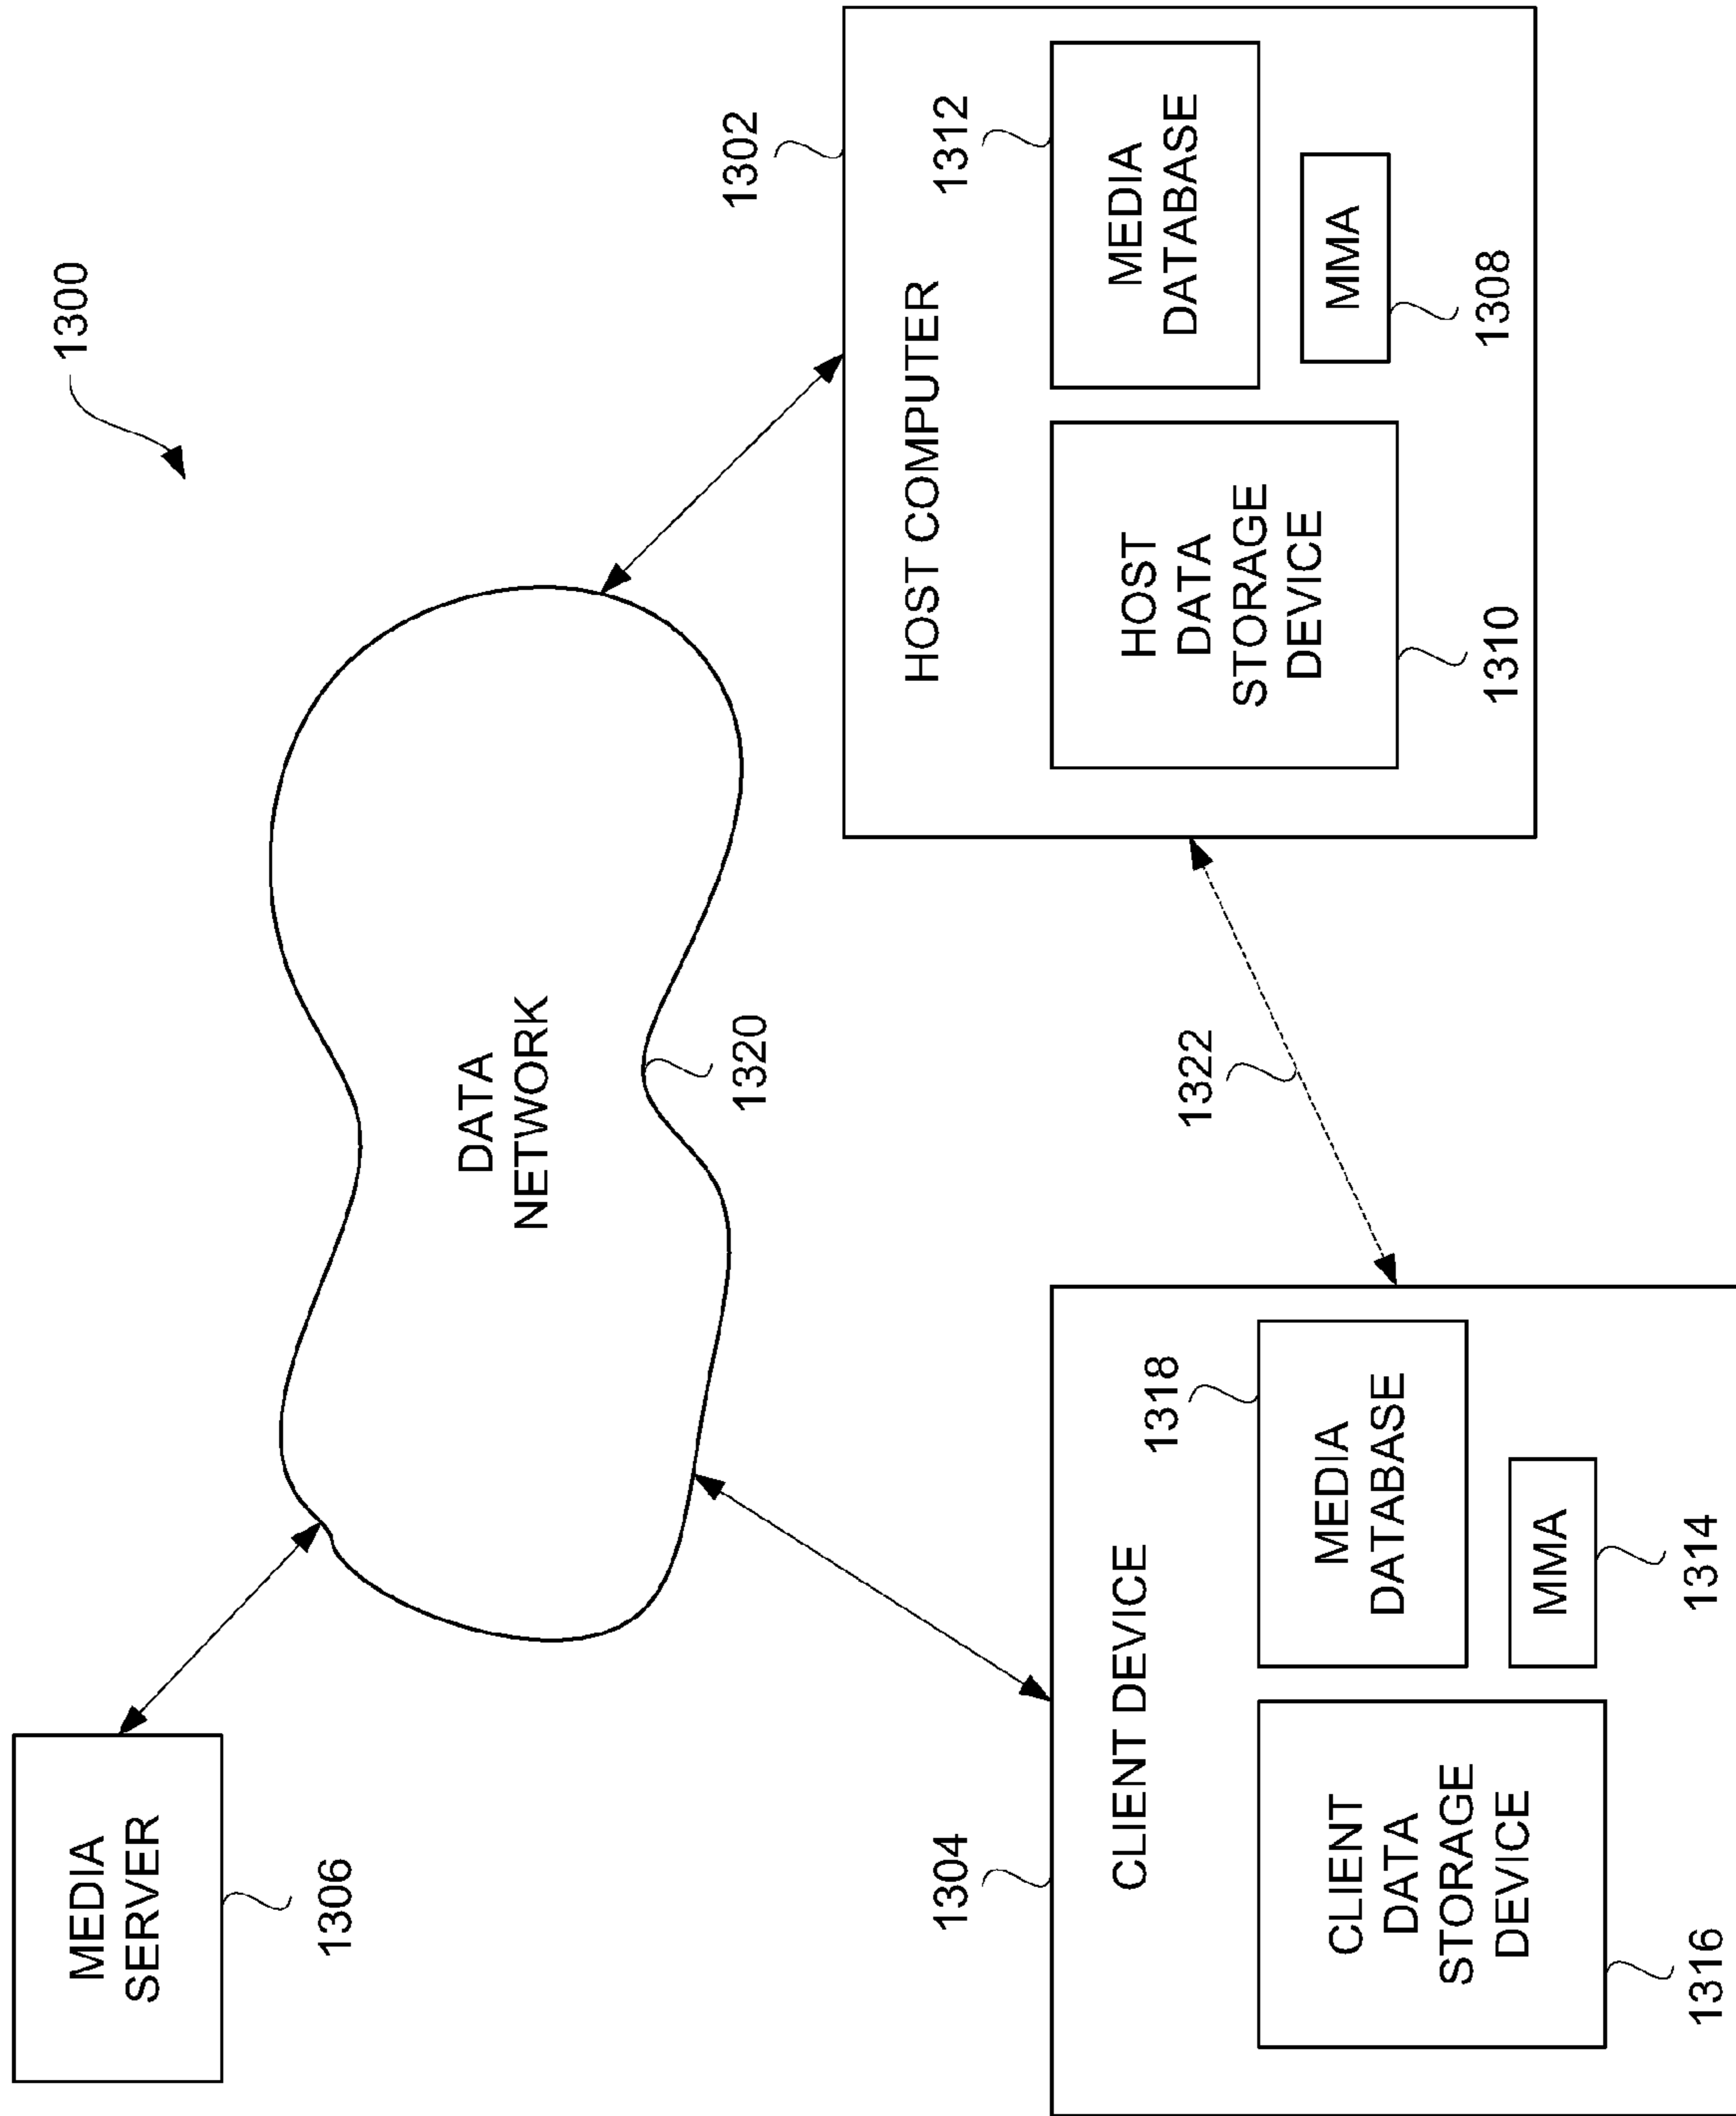 1300
MEDIA
SERVER
1306
DATA
NETWORK
1320
1302
HOST COMPUTER
1312
HOST
DATA
STORAGE
DEVICE
MEDIA
DATABASE
MMA
1310
1308
1322
1304
CLIENT DEVICE
1318
CLIENT
DATA
STORAGE
DEVICE
MEDIA
DATABASE
MMA
1316
1314